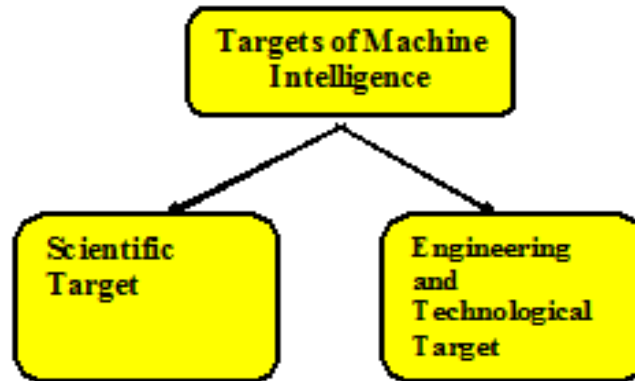 Targets of Machine
Intelligence
Scientific
Target
Engineering
and
Technological
Target